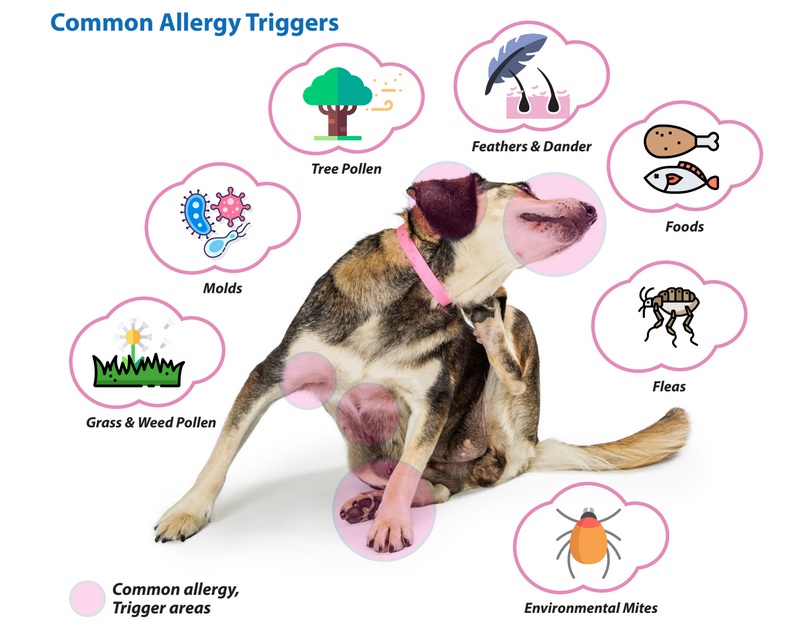 Common Allergy Triggers
Tree Pollen
Feathers & Dander
Foods
Molds
Fleas
Grass & Weed Pollen
Environmental Mites
Common allergy,
Trigger areas